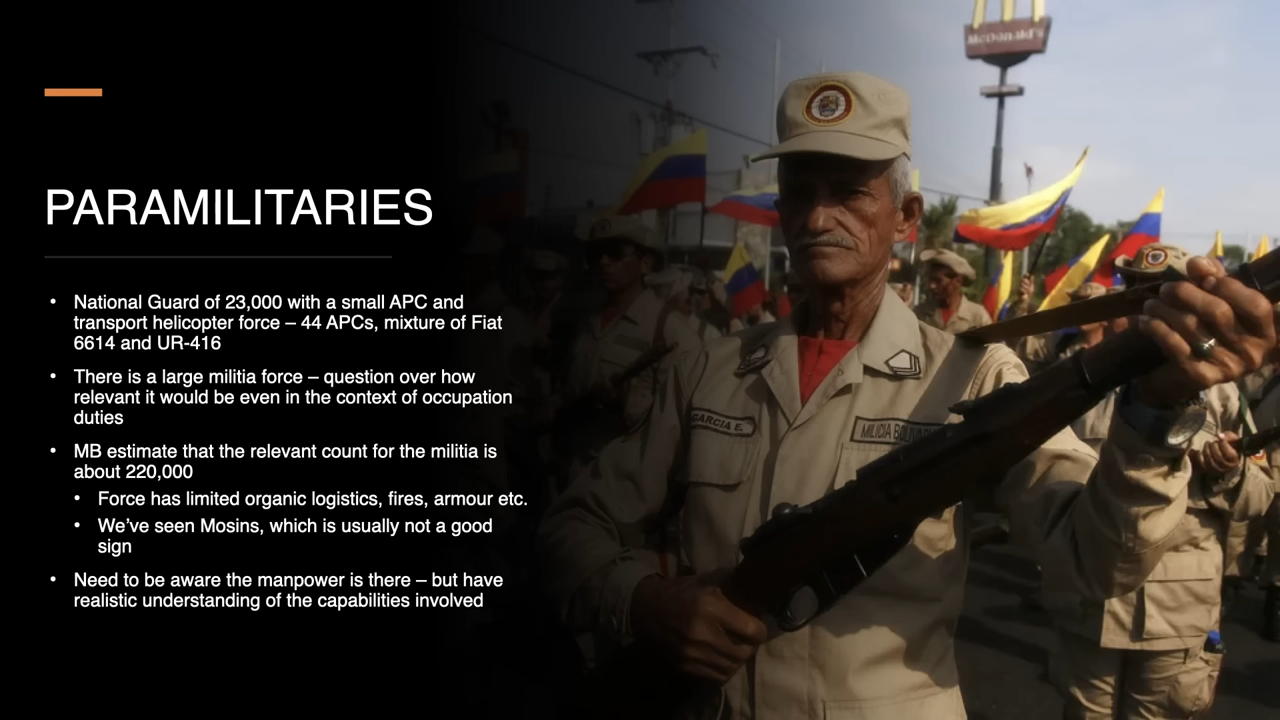 McDonald's
PARAMILITARIES
• National Guard of 23,000 with a small APC and
transport helicopter force – 44 APCs, mixture of Fiat
6614 and UR-416
• There is a large militia force – question over how
relevant it would be even in the context of occupation
duties
• MB estimate that the relevant count for the militia is
about 220,000
• Force has limited organic logistics, fires, armour etc.
• We've seen Mosins, which is usually not a good
sign
• Need to be aware the manpower is there – but have
realistic understanding of the capabilities involved
GARCIA E.
MILICIA